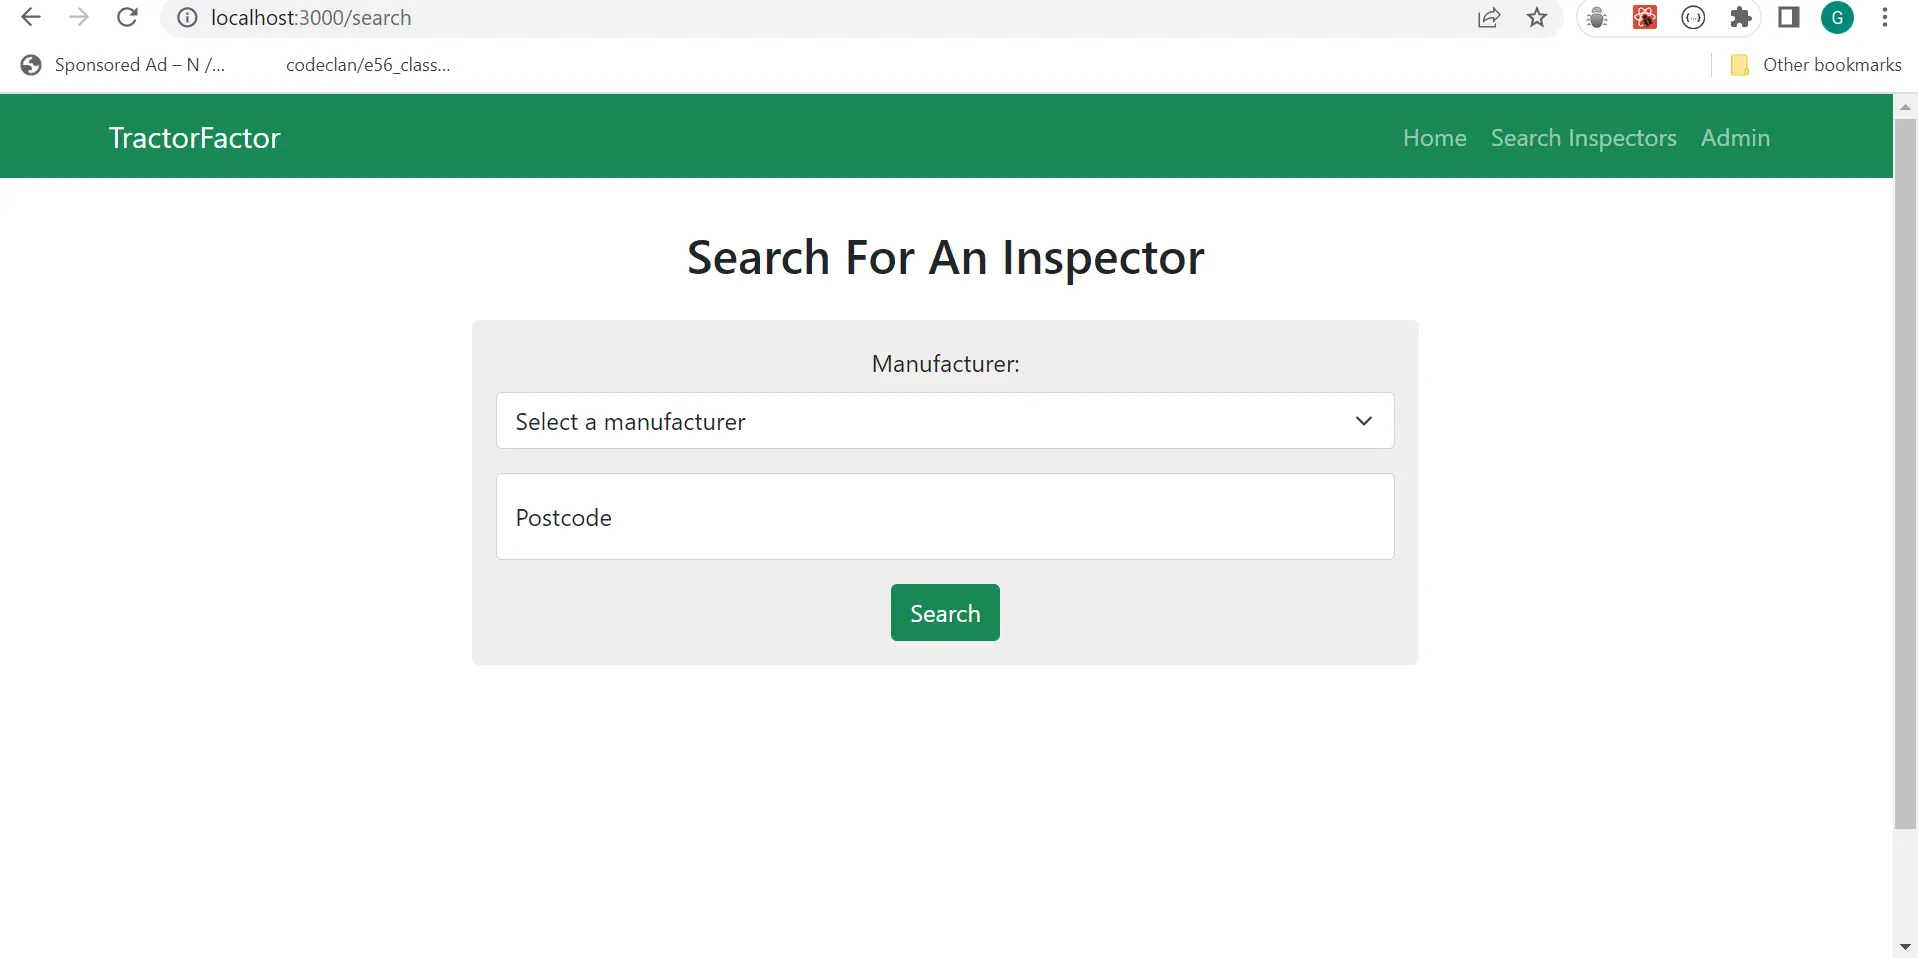 localhost:3000/search
G
Sponsored Ad – N /...
codeclan/e56_class...
Other bookmarks
TractorFactor
Home
Search Inspectors
Admin
Search For An Inspector
Manufacturer:
Select a manufacturer
Postcode
Search